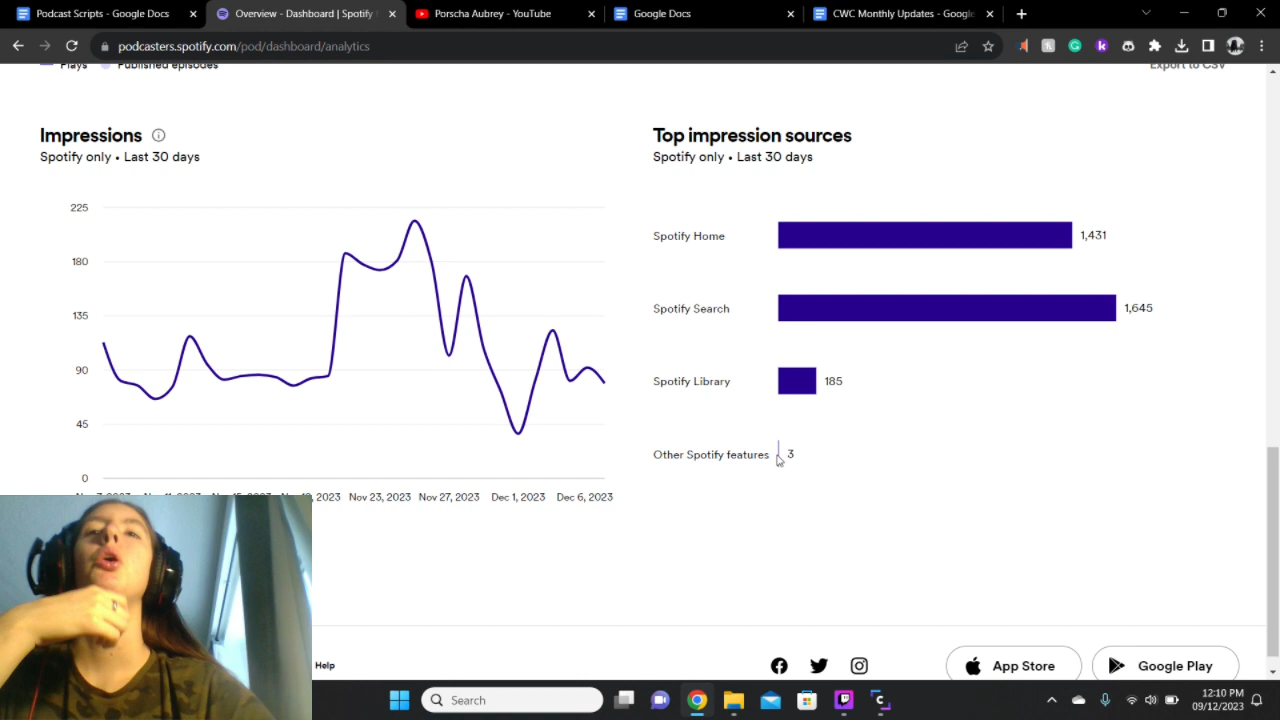 Podcast Scripts - Google Docs
Overview - Dashboard | Spotify
Porscha Aubrey - YouTube
Google Docs
CWC Monthly Updates - Google
podcasters.spotify.com/pod/dashboard/analytics
Plays
Published episodes
Export to CSV
Impressions
Spotify only • Last 30 days
225
180
135
90
45
0
2023
Nov 23, 2023
Nov 27, 2023
Dec 1, 2023
Dec 6, 2023
Top impression sources
Spotify only • Last 30 days
Spotify Home
1,431
Spotify Search
1,645
Spotify Library
185
Other Spotify features
3
Help
App Store
Google Play
Search
12:10 PM
09/12/2023